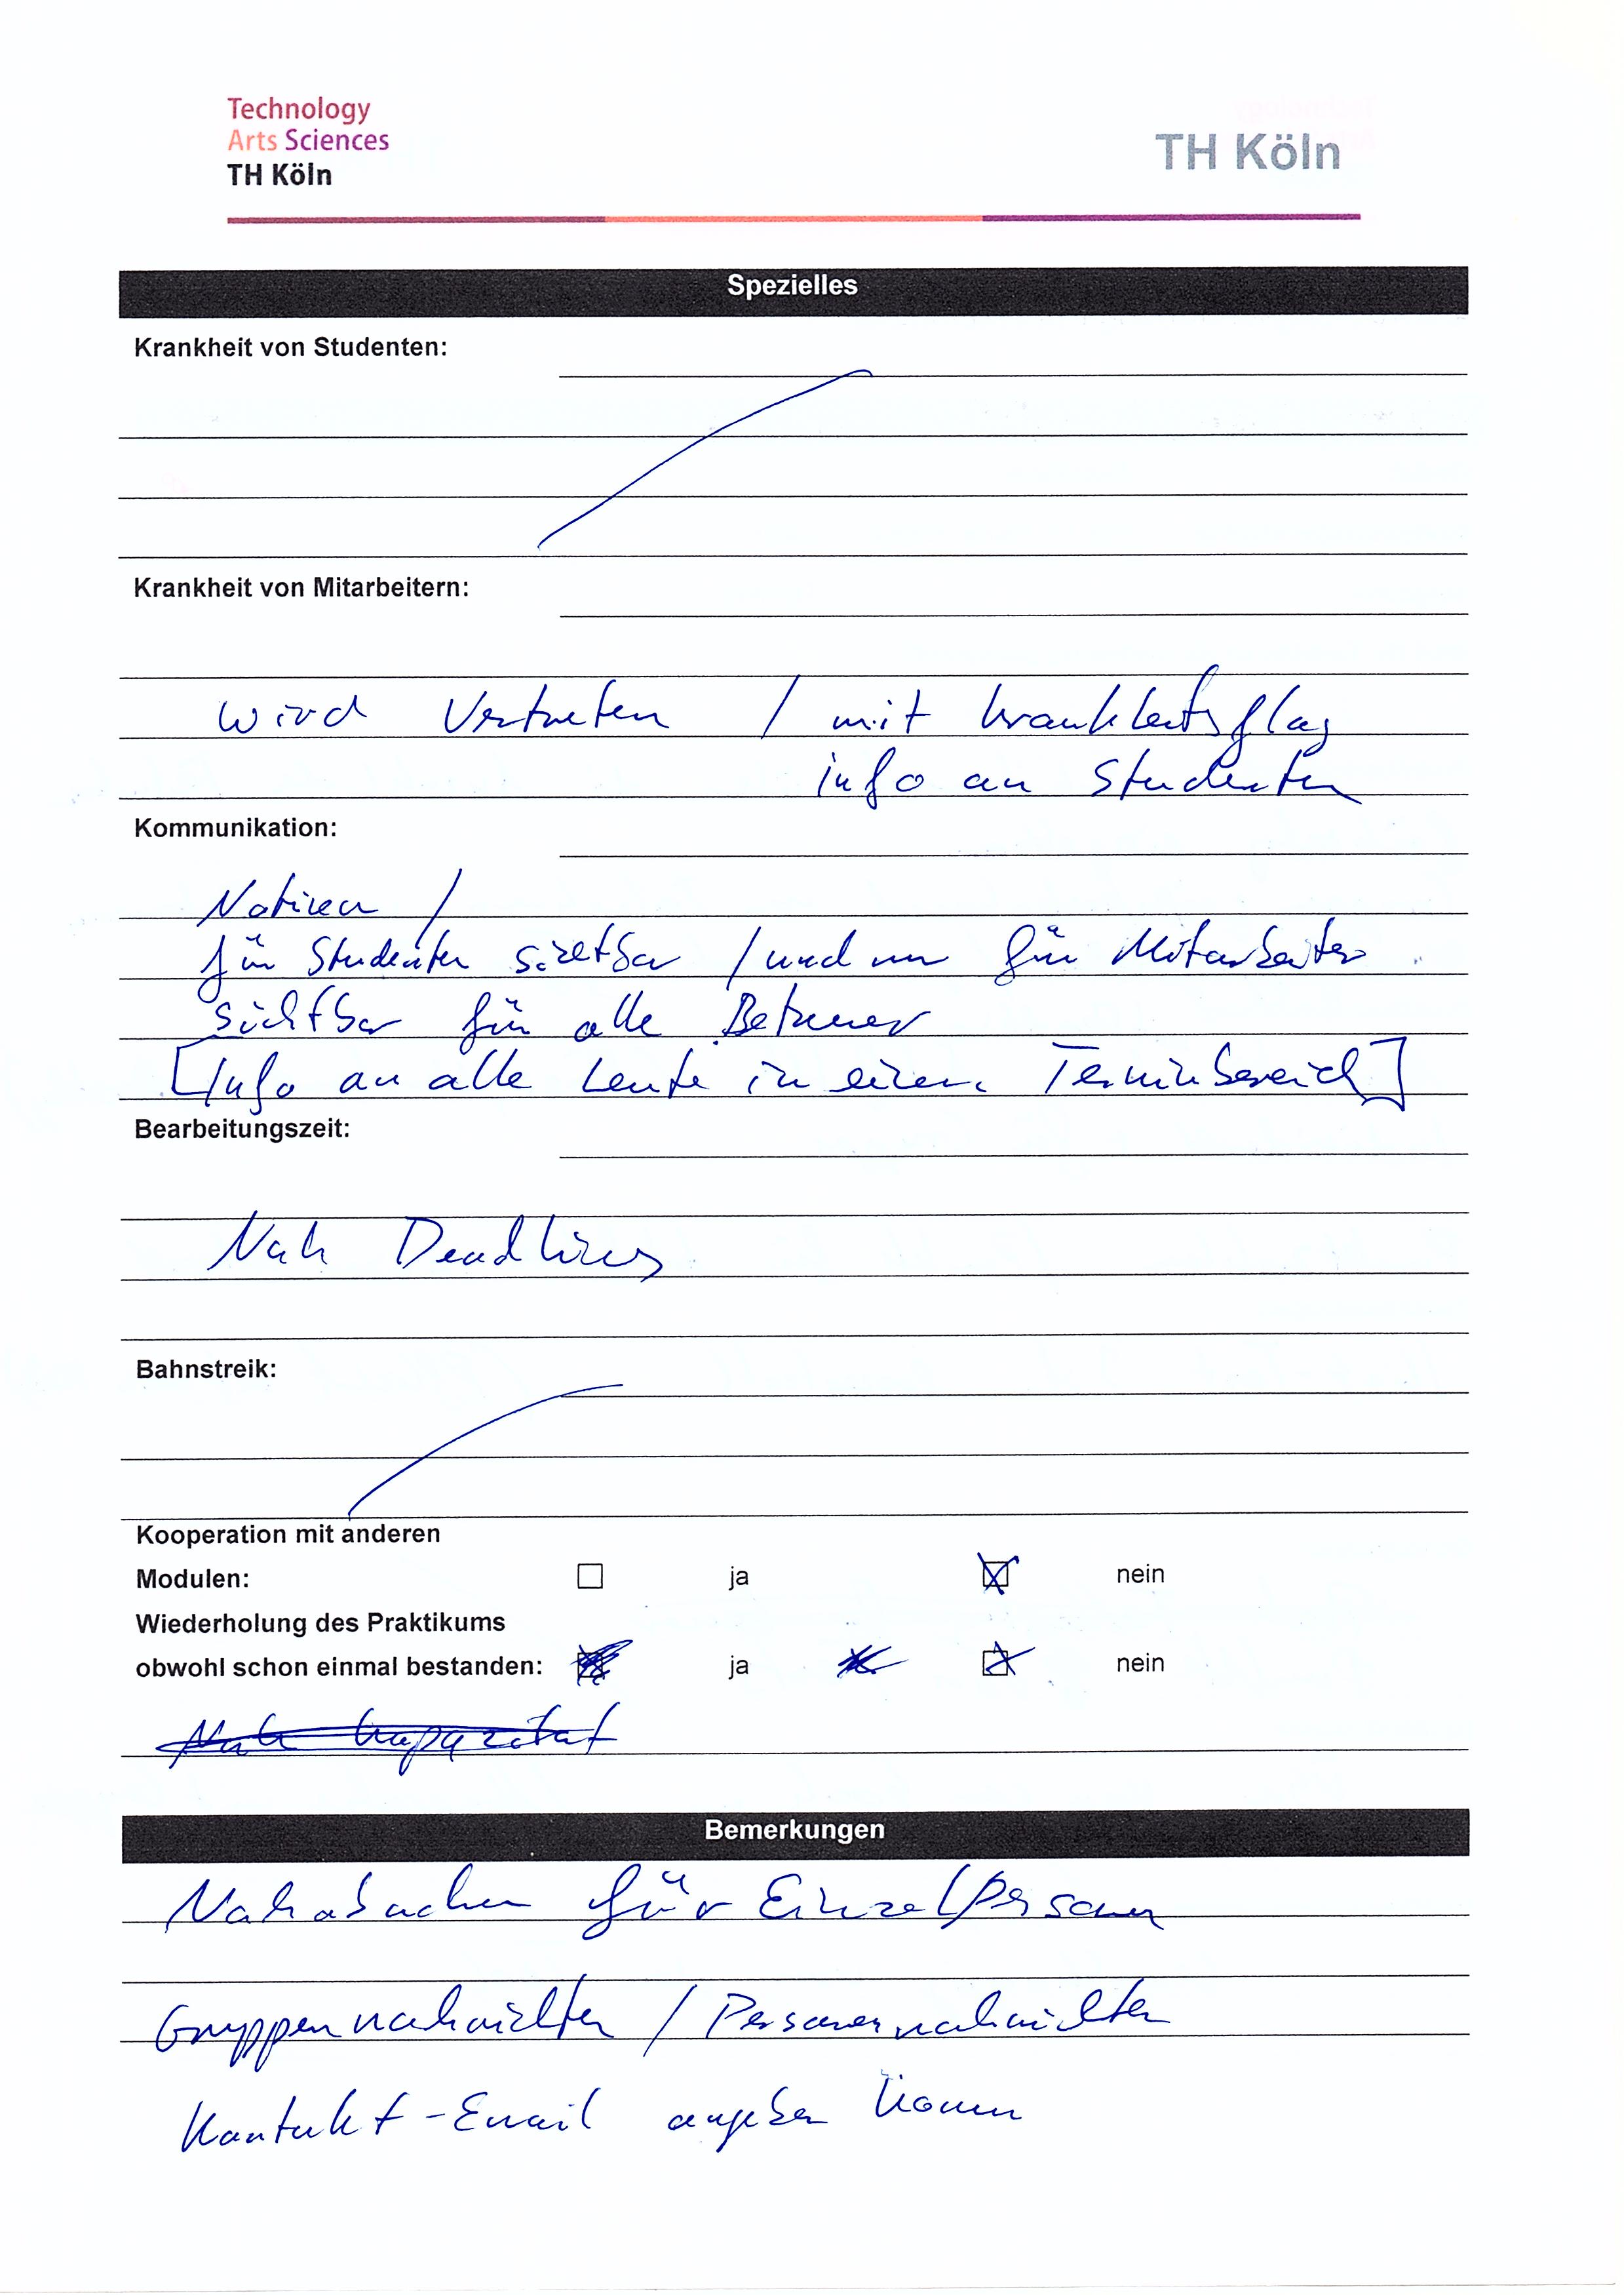 Technology
Arts Sciences
TH Köln
TH Köln
Spezielles
Krankheit von Studenten:
Krankheit von Mitarbeitern:
wird Vertreten / mit Krankheitsflag
info an Studenten
Kommunikation:
Notizen /
für Studenten sichtbar / und nur für Mitarbeiter
sichtbar für alle Betreuer
[Info an alle Leute in einem Terminbereich]
Bearbeitungszeit:
Nach Deadlines
Bahnstreik:
Kooperation mit anderen
Modulen: ja nein
Wiederholung des Praktikums
obwohl schon einmal bestanden: ja nein
Nach Kapazität
Bemerkungen
für Einzelpersonen
Gruppennachrichten / Personennachrichten
Kontakt-Email angeben können